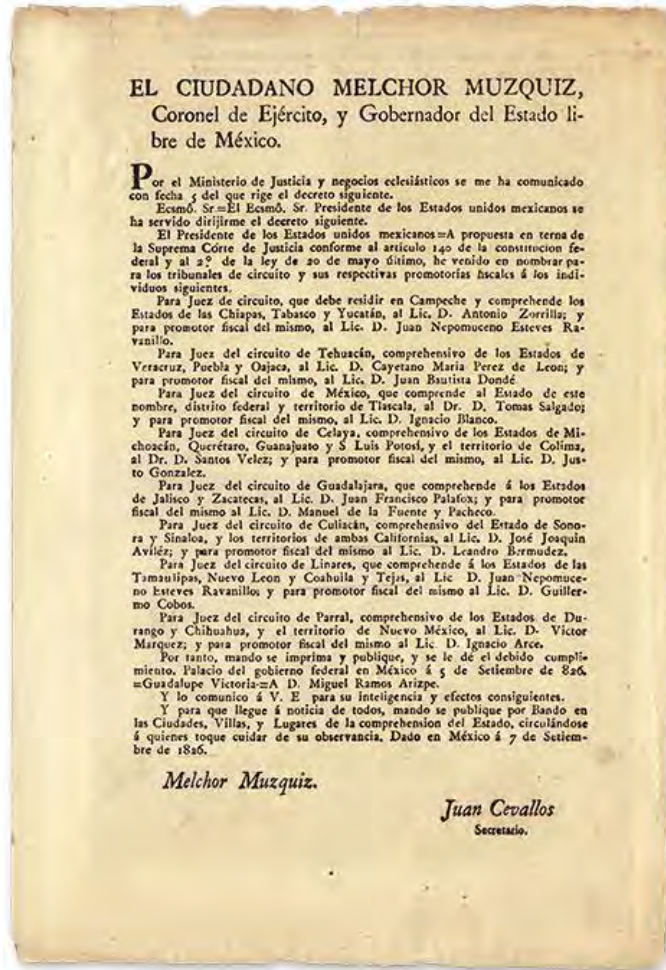 EL CIUDADANO MELCHOR MUZQUIZ,
Coronel de Ejército, y Gobernador del Estado li-
bre de México.
Por el Ministerio de Justicia y negocios eclesiásticos se me ha comunicado
con fecha 5 del que rige el decreto siguiente.
Ecsmô. Sr.=El Ecsmô. Sr. Presidente de los Estados unidos mexicanos se
ha servido dirijirme el decreto siguiente.
El Presidente de los Estados unidos mexicanos=A propuesta en terna de
la Suprema Córte de Justicia conforme al articulo 140 de la constitucion fe-
deral y al 2.º de la ley de 20 de mayo último, he venido en nombrar pa-
ra los tribunales de circuito y sus respectivas promotorías fiscales á los indi-
viduos siguientes.
Para Juez de circuito, que debe residir en Campeche y comprehende los
Estados de las Chiapas, Tabasco y Yucatán, al Lic. D. Antonio Zorrilla; y
para promotor fiscal del mismo, al Lic. D. Juan Nepomuceno Esteves Ra-
vanillo.
Para Juez del circuito de Tehuacán, comprehensivo de los Estados de
Veracruz, Puebla y Oajaca, al Lic. D. Cayetano Maria Perez de Leon; y
para promotor fiscal del mismo, al Lic. D. Juan Bautista Dondé
Para Juez del circuito de México, que comprende al Estado de este
nombre, distrito federal y territorio de Tlascala, al Dr. D. Tomas Salgado;
y para promotor fiscal del mismo, al Lic. D. Ignacio Blanco.
Para Juez del circuito de Celaya, comprehensivo de los Estados de Mi-
choacán, Querétaro, Guanajuato y S Luis Potosí, y el territorio de Colima,
al Dr. D. Santos Velez; y para promotor fiscal del mismo, al Lic. D. Jus-
to Gonzalez.
Para Juez del circuito de Guadalajara, que comprehende á los Estados
de Jalisco y Zacatecas, al Lic. D. Juan Francisco Palafox; y para promotor
fiscal del mismo al Lic. D. Manuel de la Fuente y Pacheco.
Para Juez del circuito de Culiacán, comprehensivo del Estado de Sono-
ra y Sinaloa, y los territorios de ambas Californias, al Lic. D. José Joaquin
Aviléz; y para promotor fiscal del mismo al Lic. D. Leandro Bermudez.
Para Juez del circuito de Linares, que comprehende á los Estados de las
Tamaulipas, Nuevo Leon y Coahuila y Tejas, al Lic D. Juan Nepomuce-
no Esteves Ravanillo; y para promotor fiscal del mismo al Lic. D. Guiller-
mo Cobos.
Para Juez del circuito de Parral, comprehensivo de los Estados de Du-
rango y Chihuahua, y el territorio de Nuevo México, al Lic. D. Victor
Marquez; y para promotor fiscal del mismo al Lic. D. Ignacio Arce.
Por tanto, mando se imprima y publique, y se le dé el debido cumpli-
miento. Palacio del gobierno federal en México á 5 de Setiembre de 826.
=Guadalupe Victoria=A D. Miguel Ramos Arizpe.
Y lo comunico á V. E para su inteligencia y efectos consiguientes.
Y para que llegue á noticia de todos, mando se publique por Bando en
las Ciudades, Villas, y Lugares de la comprehension del Estado, circulándose
á quienes toque cuidar de su observancia. Dado en México á 7 de Setiem-
bre de 1826.
Melchor Muzquiz.
Juan Cevallos
Secretario.